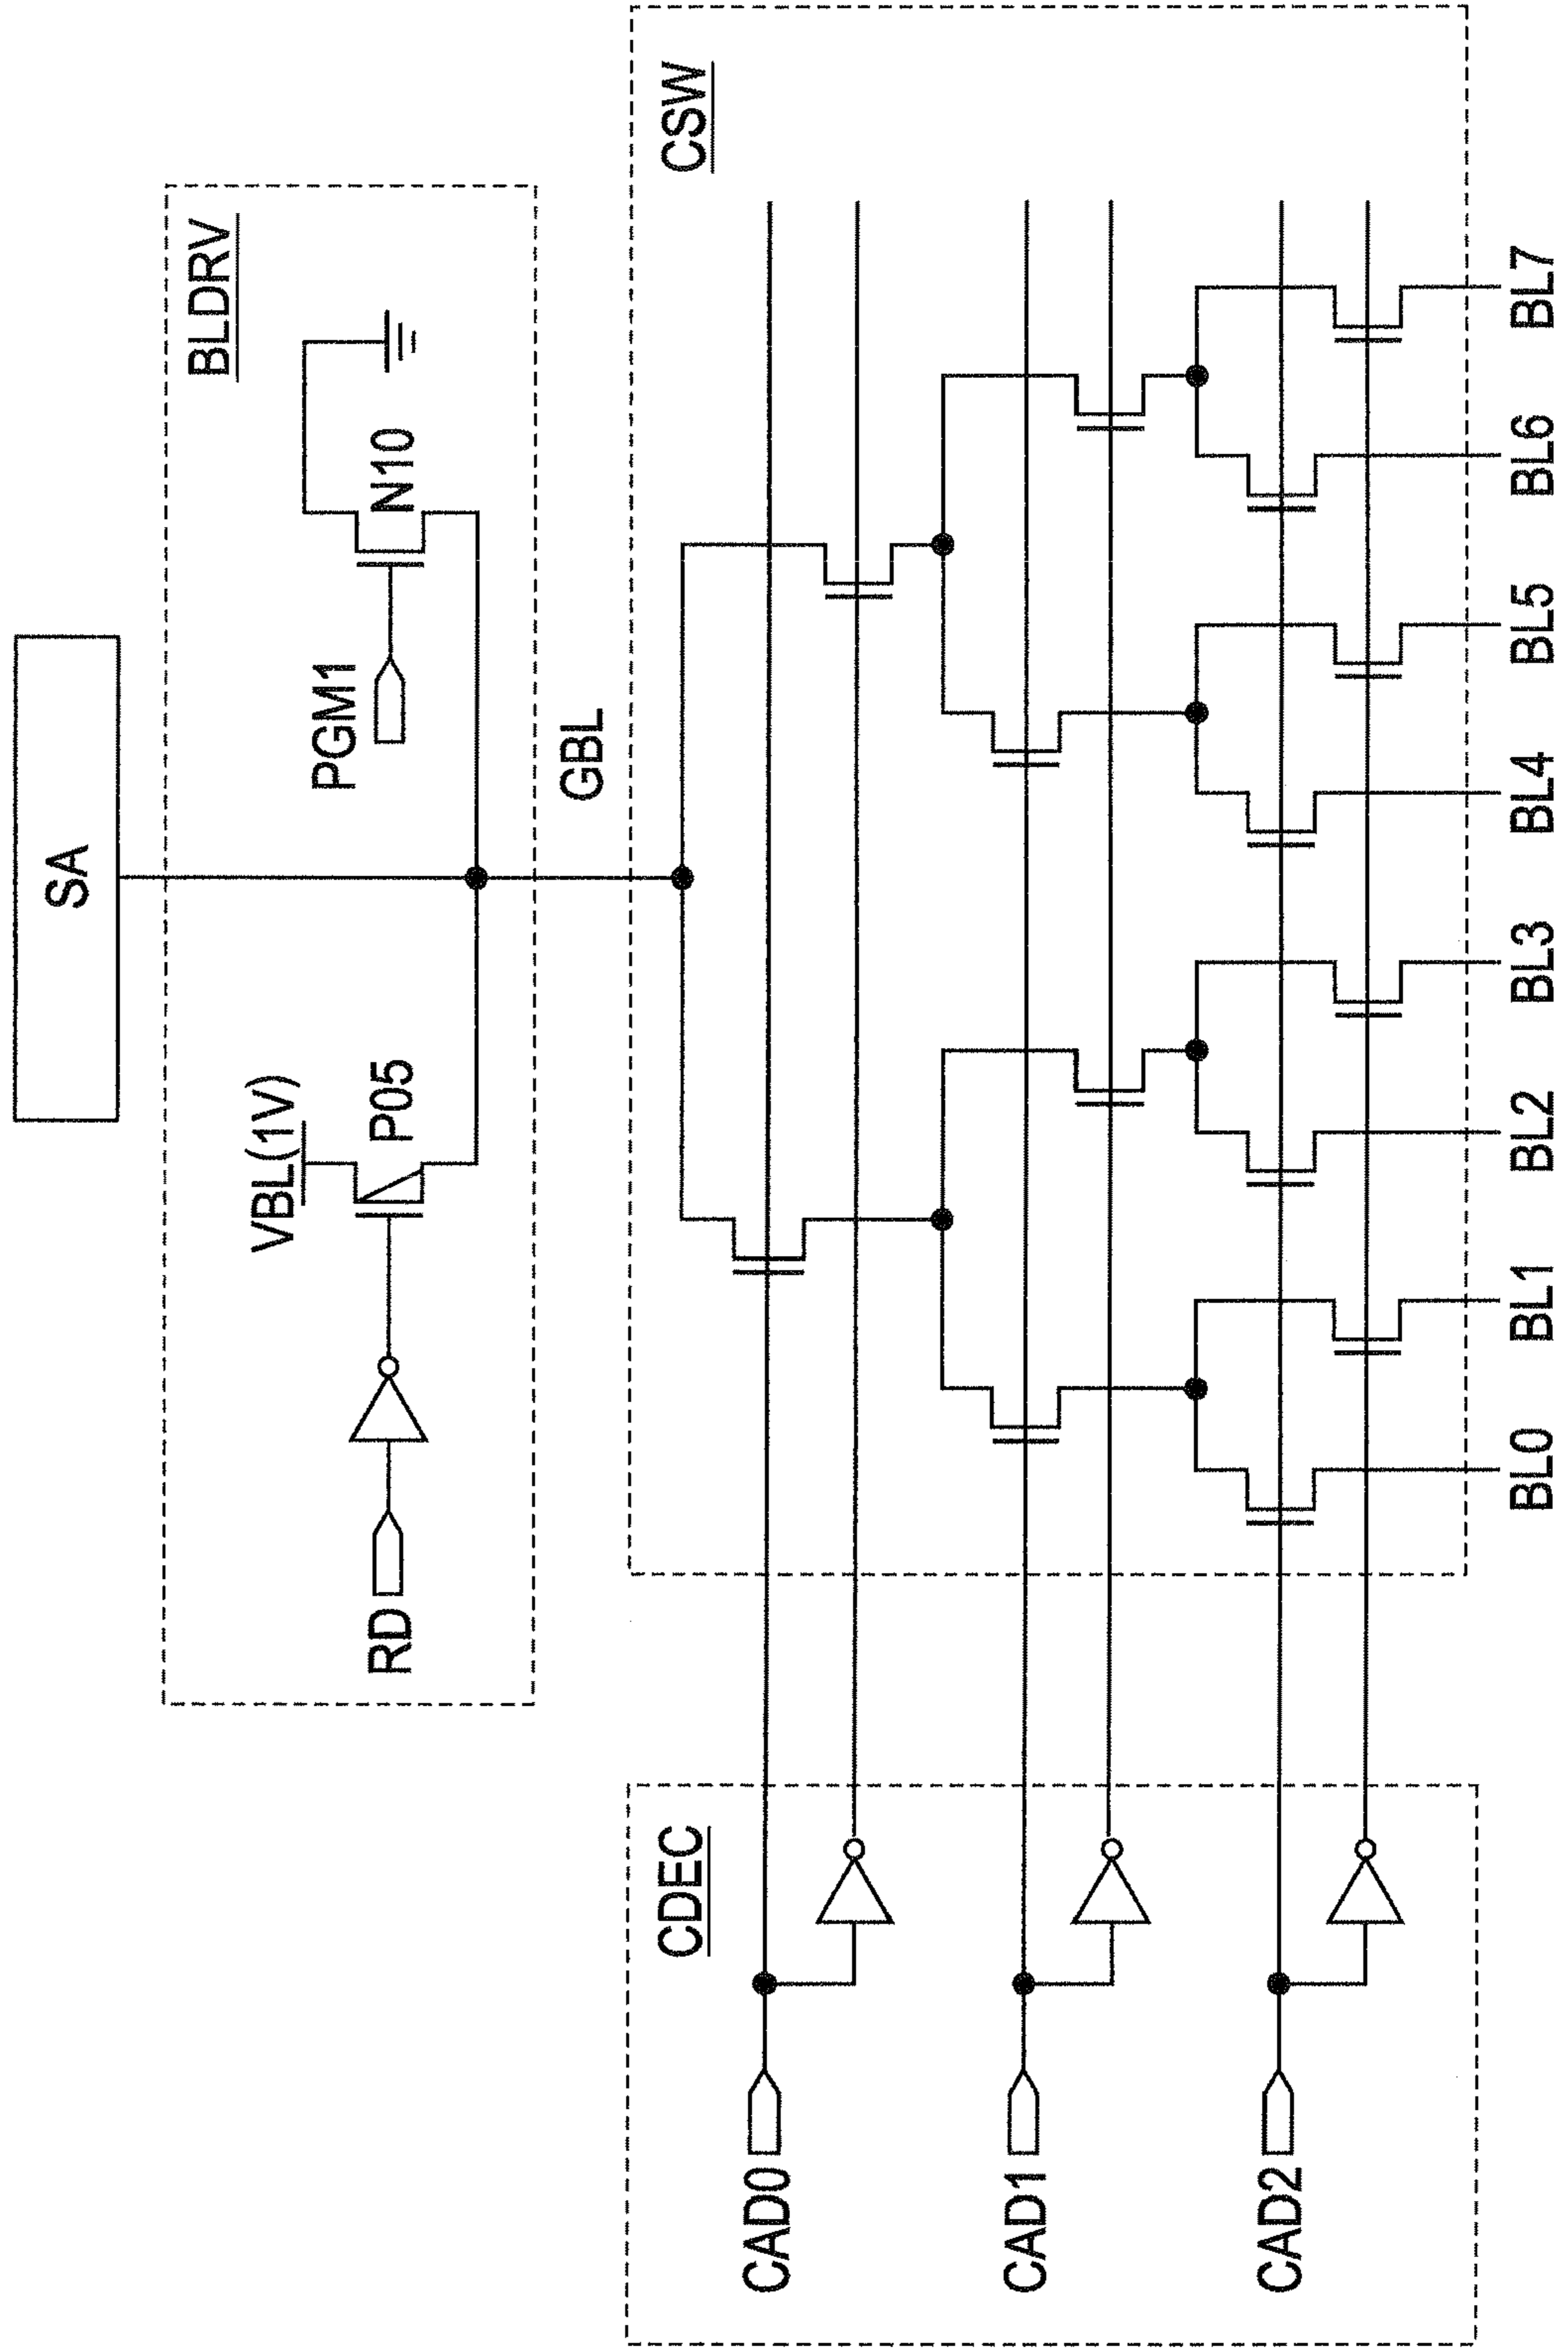 SA
BLDRV
VBL(1V)
P05
RD
PGM1
N10
GBL
CDEC
CSW
CAD0
CAD1
CAD2
BL0
BL1
BL2
BL3
BL4
BL5
BL6
BL7